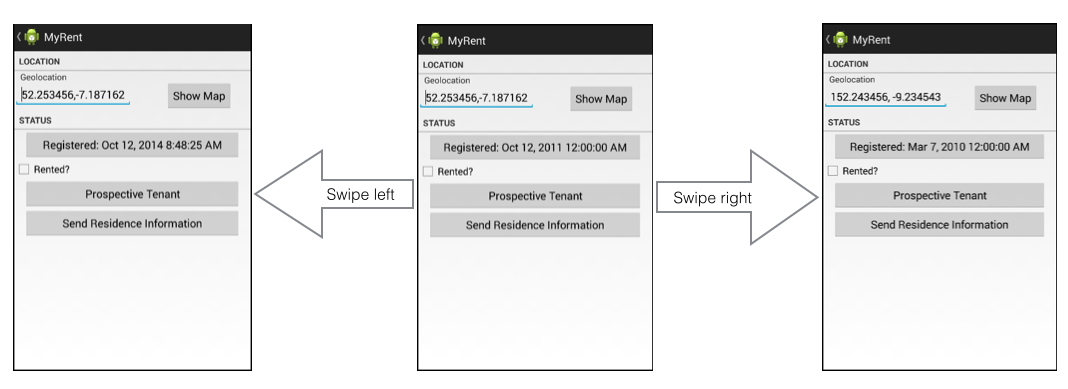 MyRent
LOCATION
Geolocation
52.253456,-7.187162
Show Map
STATUS
Registered: Oct 12, 2014 8:48:25 AM
Rented?
Prospective Tenant
Send Residence Information
Swipe left
MyRent
LOCATION
Geolocation
52.253456,-7.187162
Show Map
STATUS
Registered: Oct 12, 2011 12:00:00 AM
Rented?
Prospective Tenant
Send Residence Information
Swipe right
MyRent
LOCATION
Geolocation
152.243456, -9.234543
Show Map
STATUS
Registered: Mar 7, 2010 12:00:00 AM
Rented?
Prospective Tenant
Send Residence Information